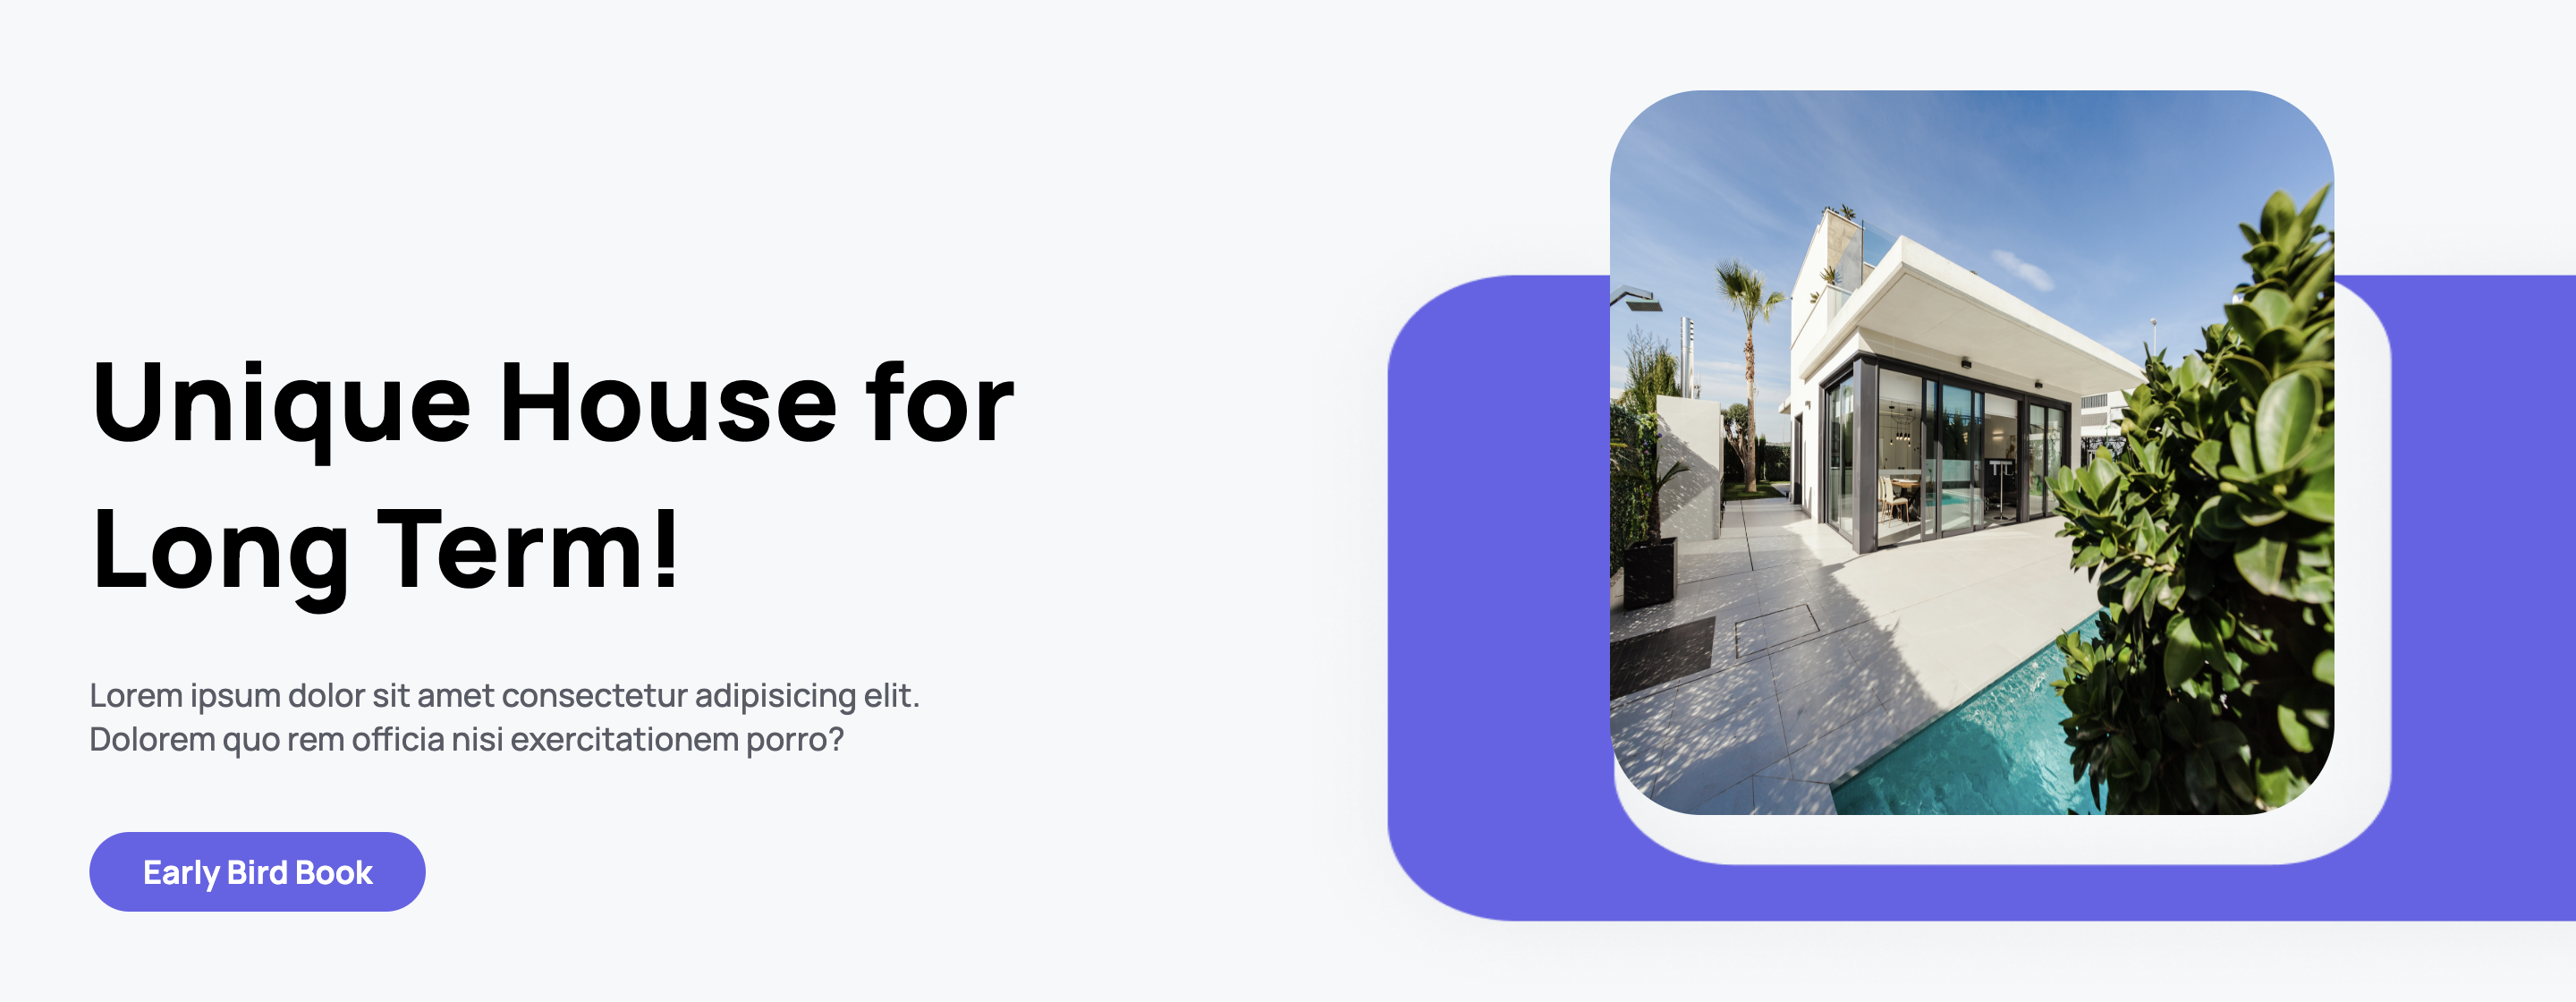 Unique House for
Long Term!
Lorem ipsum dolor sit amet consectetur adipisicing elit.
Dolorem quo rem officia nisi exercitationem porro?
Early Bird Book